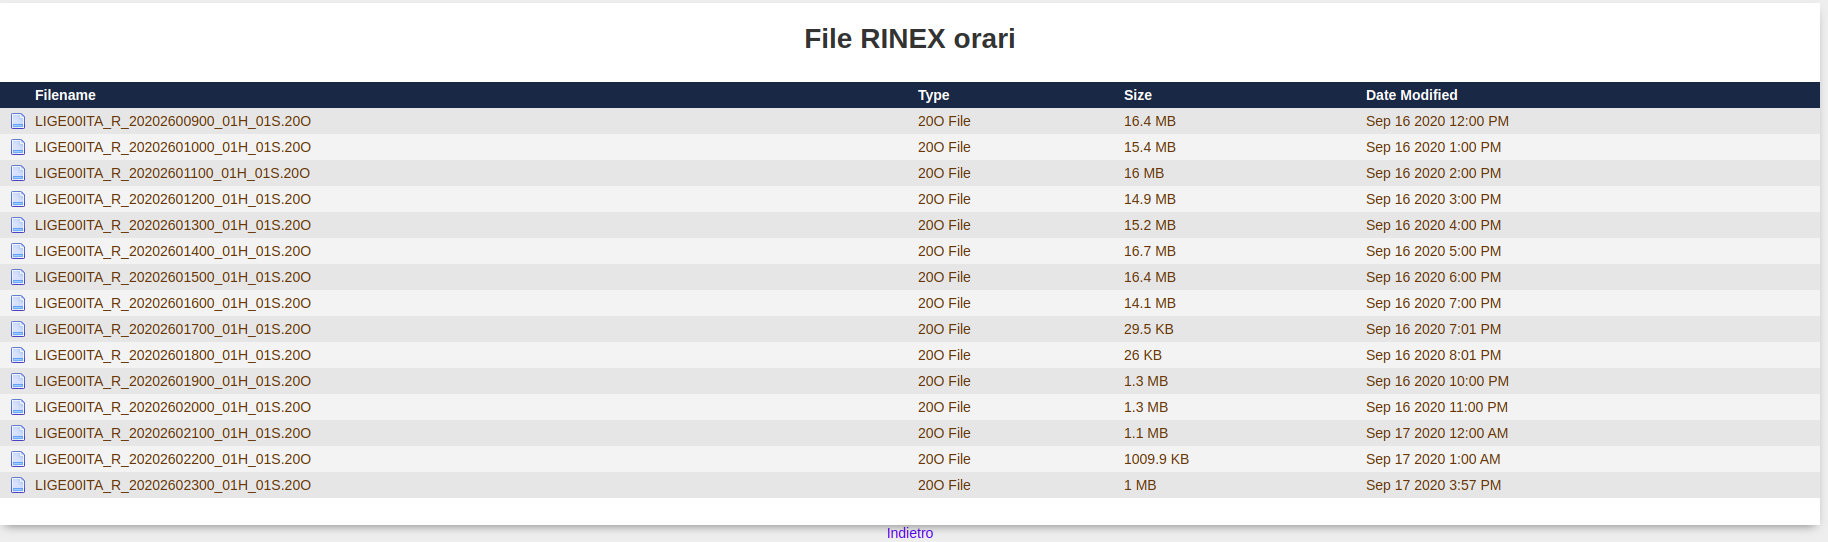 File RINEX orari
Filename Type Size Date Modified
LIGE00ITA_R_20202600900_01H_01S.20O 20O File 16.4 MB Sep 16 2020 12:00 PM
LIGE00ITA_R_20202601000_01H_01S.20O 20O File 15.4 MB Sep 16 2020 1:00 PM
LIGE00ITA_R_20202601100_01H_01S.20O 20O File 16 MB Sep 16 2020 2:00 PM
LIGE00ITA_R_20202601200_01H_01S.20O 20O File 14.9 MB Sep 16 2020 3:00 PM
LIGE00ITA_R_20202601300_01H_01S.20O 20O File 15.2 MB Sep 16 2020 4:00 PM
LIGE00ITA_R_20202601400_01H_01S.20O 20O File 16.7 MB Sep 16 2020 5:00 PM
LIGE00ITA_R_20202601500_01H_01S.20O 20O File 16.4 MB Sep 16 2020 6:00 PM
LIGE00ITA_R_20202601600_01H_01S.20O 20O File 14.1 MB Sep 16 2020 7:00 PM
LIGE00ITA_R_20202601700_01H_01S.20O 20O File 29.5 KB Sep 16 2020 7:01 PM
LIGE00ITA_R_20202601800_01H_01S.20O 20O File 26 KB Sep 16 2020 8:01 PM
LIGE00ITA_R_20202601900_01H_01S.20O 20O File 1.3 MB Sep 16 2020 10:00 PM
LIGE00ITA_R_20202602000_01H_01S.20O 20O File 1.3 MB Sep 16 2020 11:00 PM
LIGE00ITA_R_20202602100_01H_01S.20O 20O File 1.1 MB Sep 17 2020 12:00 AM
LIGE00ITA_R_20202602200_01H_01S.20O 20O File 1009.9 KB Sep 17 2020 1:00 AM
LIGE00ITA_R_20202602300_01H_01S.20O 20O File 1 MB Sep 17 2020 3:57 PM
Indietro